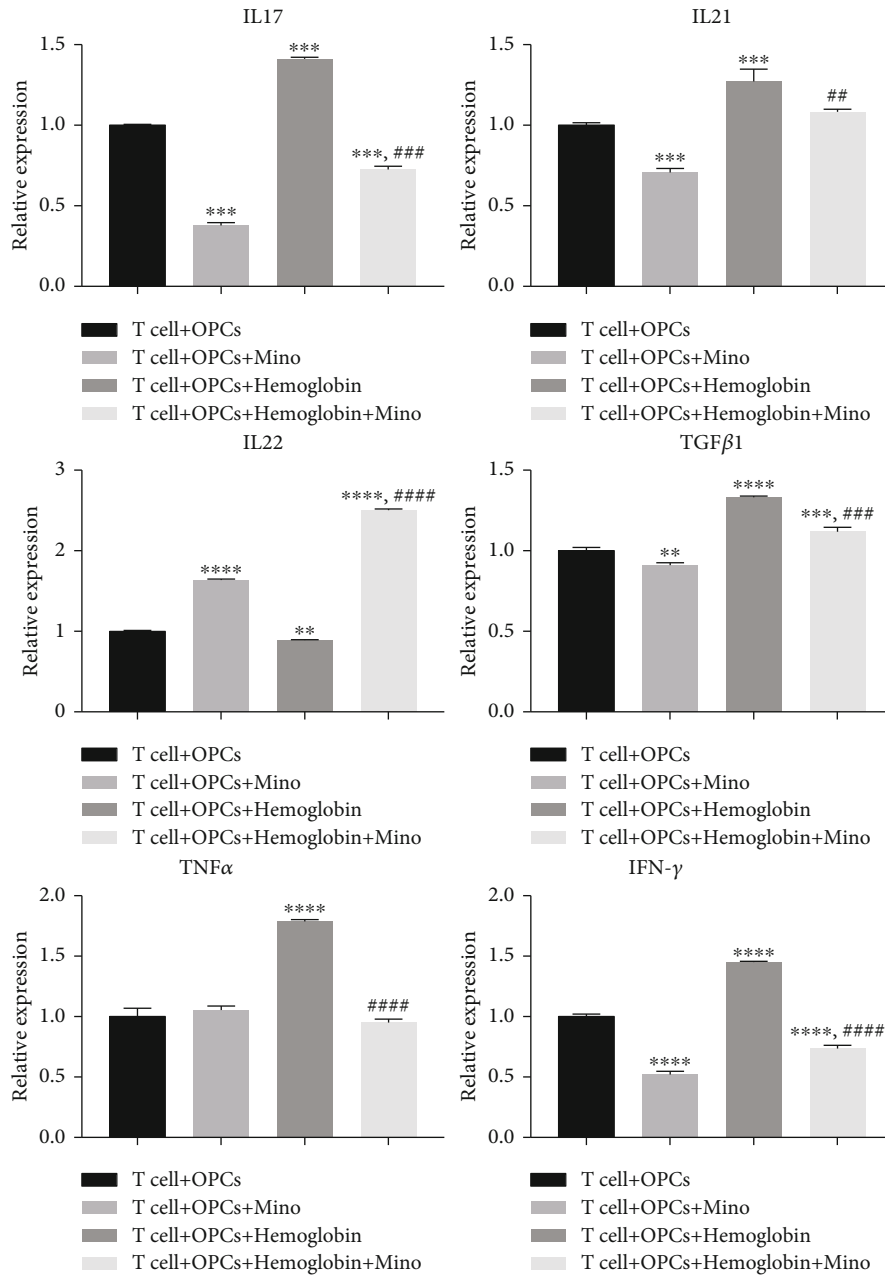 IL17
Relative expression
1.5
1.0
0.5
0.0
***
***
***, ###
T cell+OPCs
T cell+OPCs+Mino
T cell+OPCs+Hemoglobin
T cell+OPCs+Hemoglobin+Mino
IL21
Relative expression
1.5
1.0
0.5
0.0
***
***
##
T cell+OPCs
T cell+OPCs+Mino
T cell+OPCs+Hemoglobin
T cell+OPCs+Hemoglobin+Mino
IL22
Relative expression
3
2
1
0
****
**
****, ####
T cell+OPCs
T cell+OPCs+Mino
T cell+OPCs+Hemoglobin
T cell+OPCs+Hemoglobin+Mino
TGFβ1
Relative expression
1.5
1.0
0.5
0.0
**
****
***, ###
T cell+OPCs
T cell+OPCs+Mino
T cell+OPCs+Hemoglobin
T cell+OPCs+Hemoglobin+Mino
TNFα
Relative expression
2.0
1.5
1.0
0.5
0.0
****
####
T cell+OPCs
T cell+OPCs+Mino
T cell+OPCs+Hemoglobin
T cell+OPCs+Hemoglobin+Mino
IFN-γ
Relative expression
2.0
1.5
1.0
0.5
0.0
****
****
****, ####
T cell+OPCs
T cell+OPCs+Mino
T cell+OPCs+Hemoglobin
T cell+OPCs+Hemoglobin+Mino